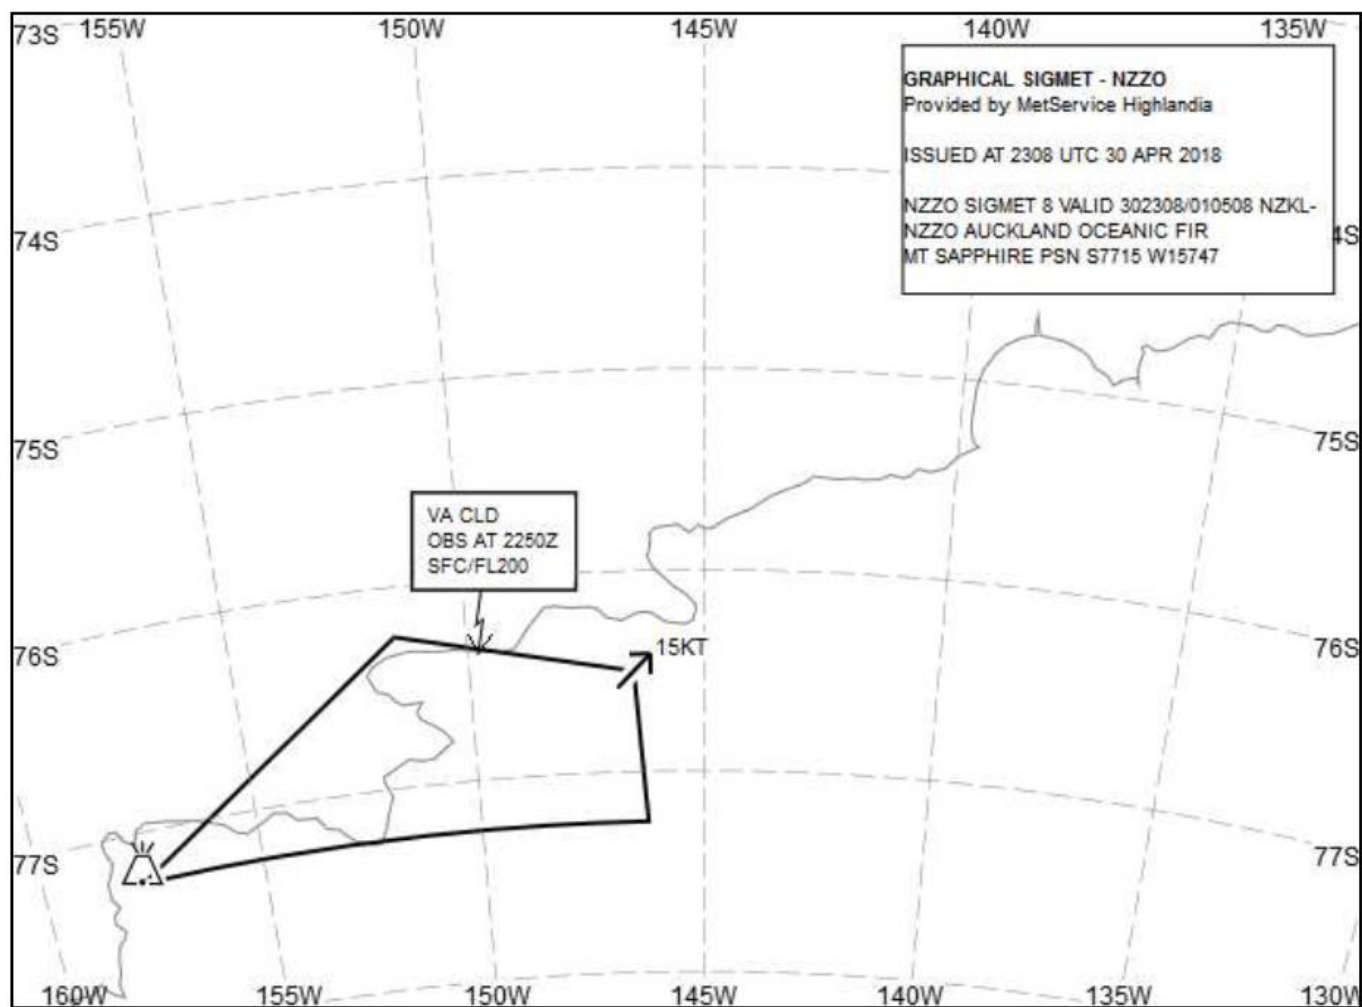 73S 155W 150W 145W 140W 135W
GRAPHICAL SIGMET - NZZO
Provided by MetService Highlandia
ISSUED AT 2308 UTC 30 APR 2018
NZZO SIGMET 8 VALID 302308/010508 NZKL-
NZZO AUCKLAND OCEANIC FIR
MT SAPPHIRE PSN S7715 W15747
74S 4S
75S 75S
VA CLD
OBS AT 2250Z
SFC/FL200
76S 15KT 76S
77S 77S
160W 155W 150W 145W 140W 135W 130W